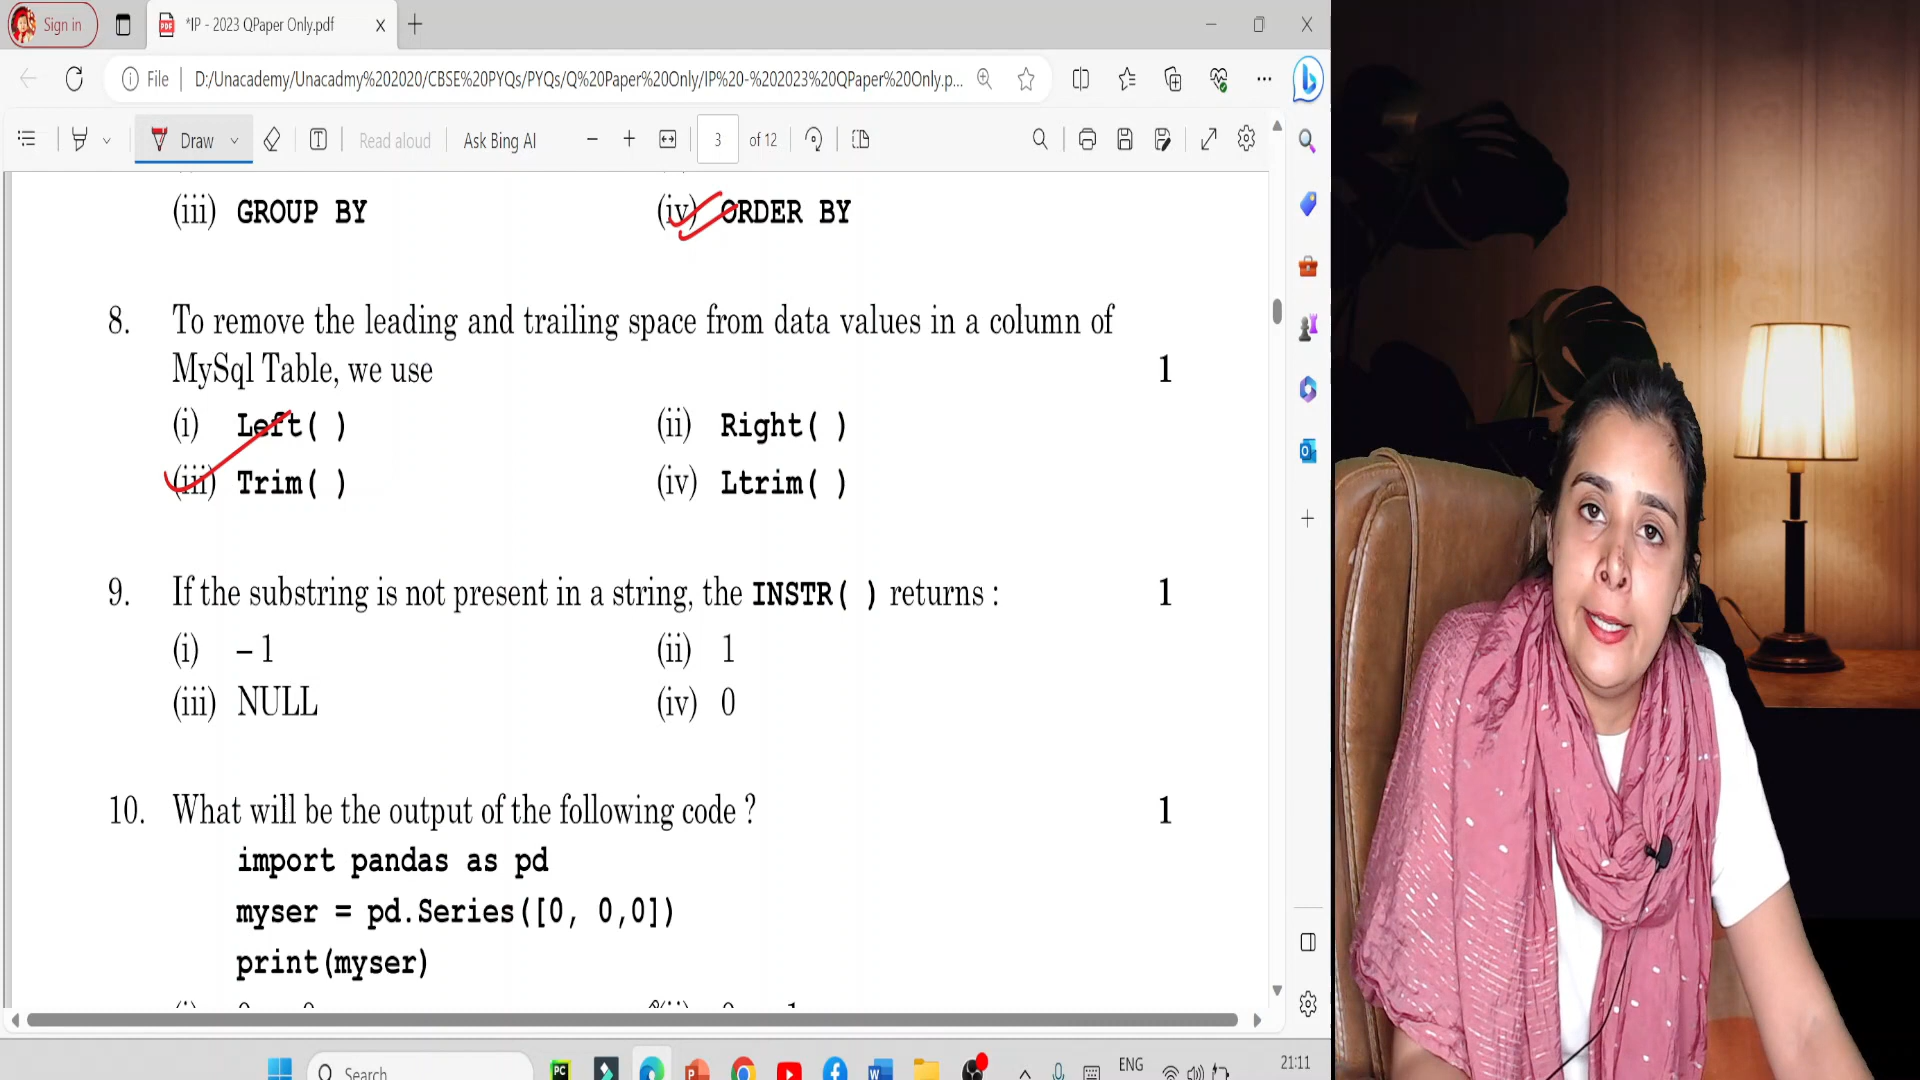 Sign in
*IP - 2023 QPaper Only.pdf
File
D:/Unacademy/Unacadmy%202020/CBSE%20PYQs/PYQs/Q%20Paper%20Only/IP%20-%202023%20QPaper%20Only.p...
Draw
Read aloud
Ask Bing AI
3
of 12
(iii) GROUP BY
(iv) ORDER BY
8. To remove the leading and trailing space from data values in a column of
MySql Table, we use 1
(i) Left( )
(ii) Right( )
(iii) Trim( )
(iv) Ltrim( )
9. If the substring is not present in a string, the INSTR( ) returns : 1
(i) – 1
(ii) 1
(iii) NULL
(iv) 0
10. What will be the output of the following code ? 1
import pandas as pd
myser = pd.Series([0, 0,0])
print(myser)
Search
ENG
21:11